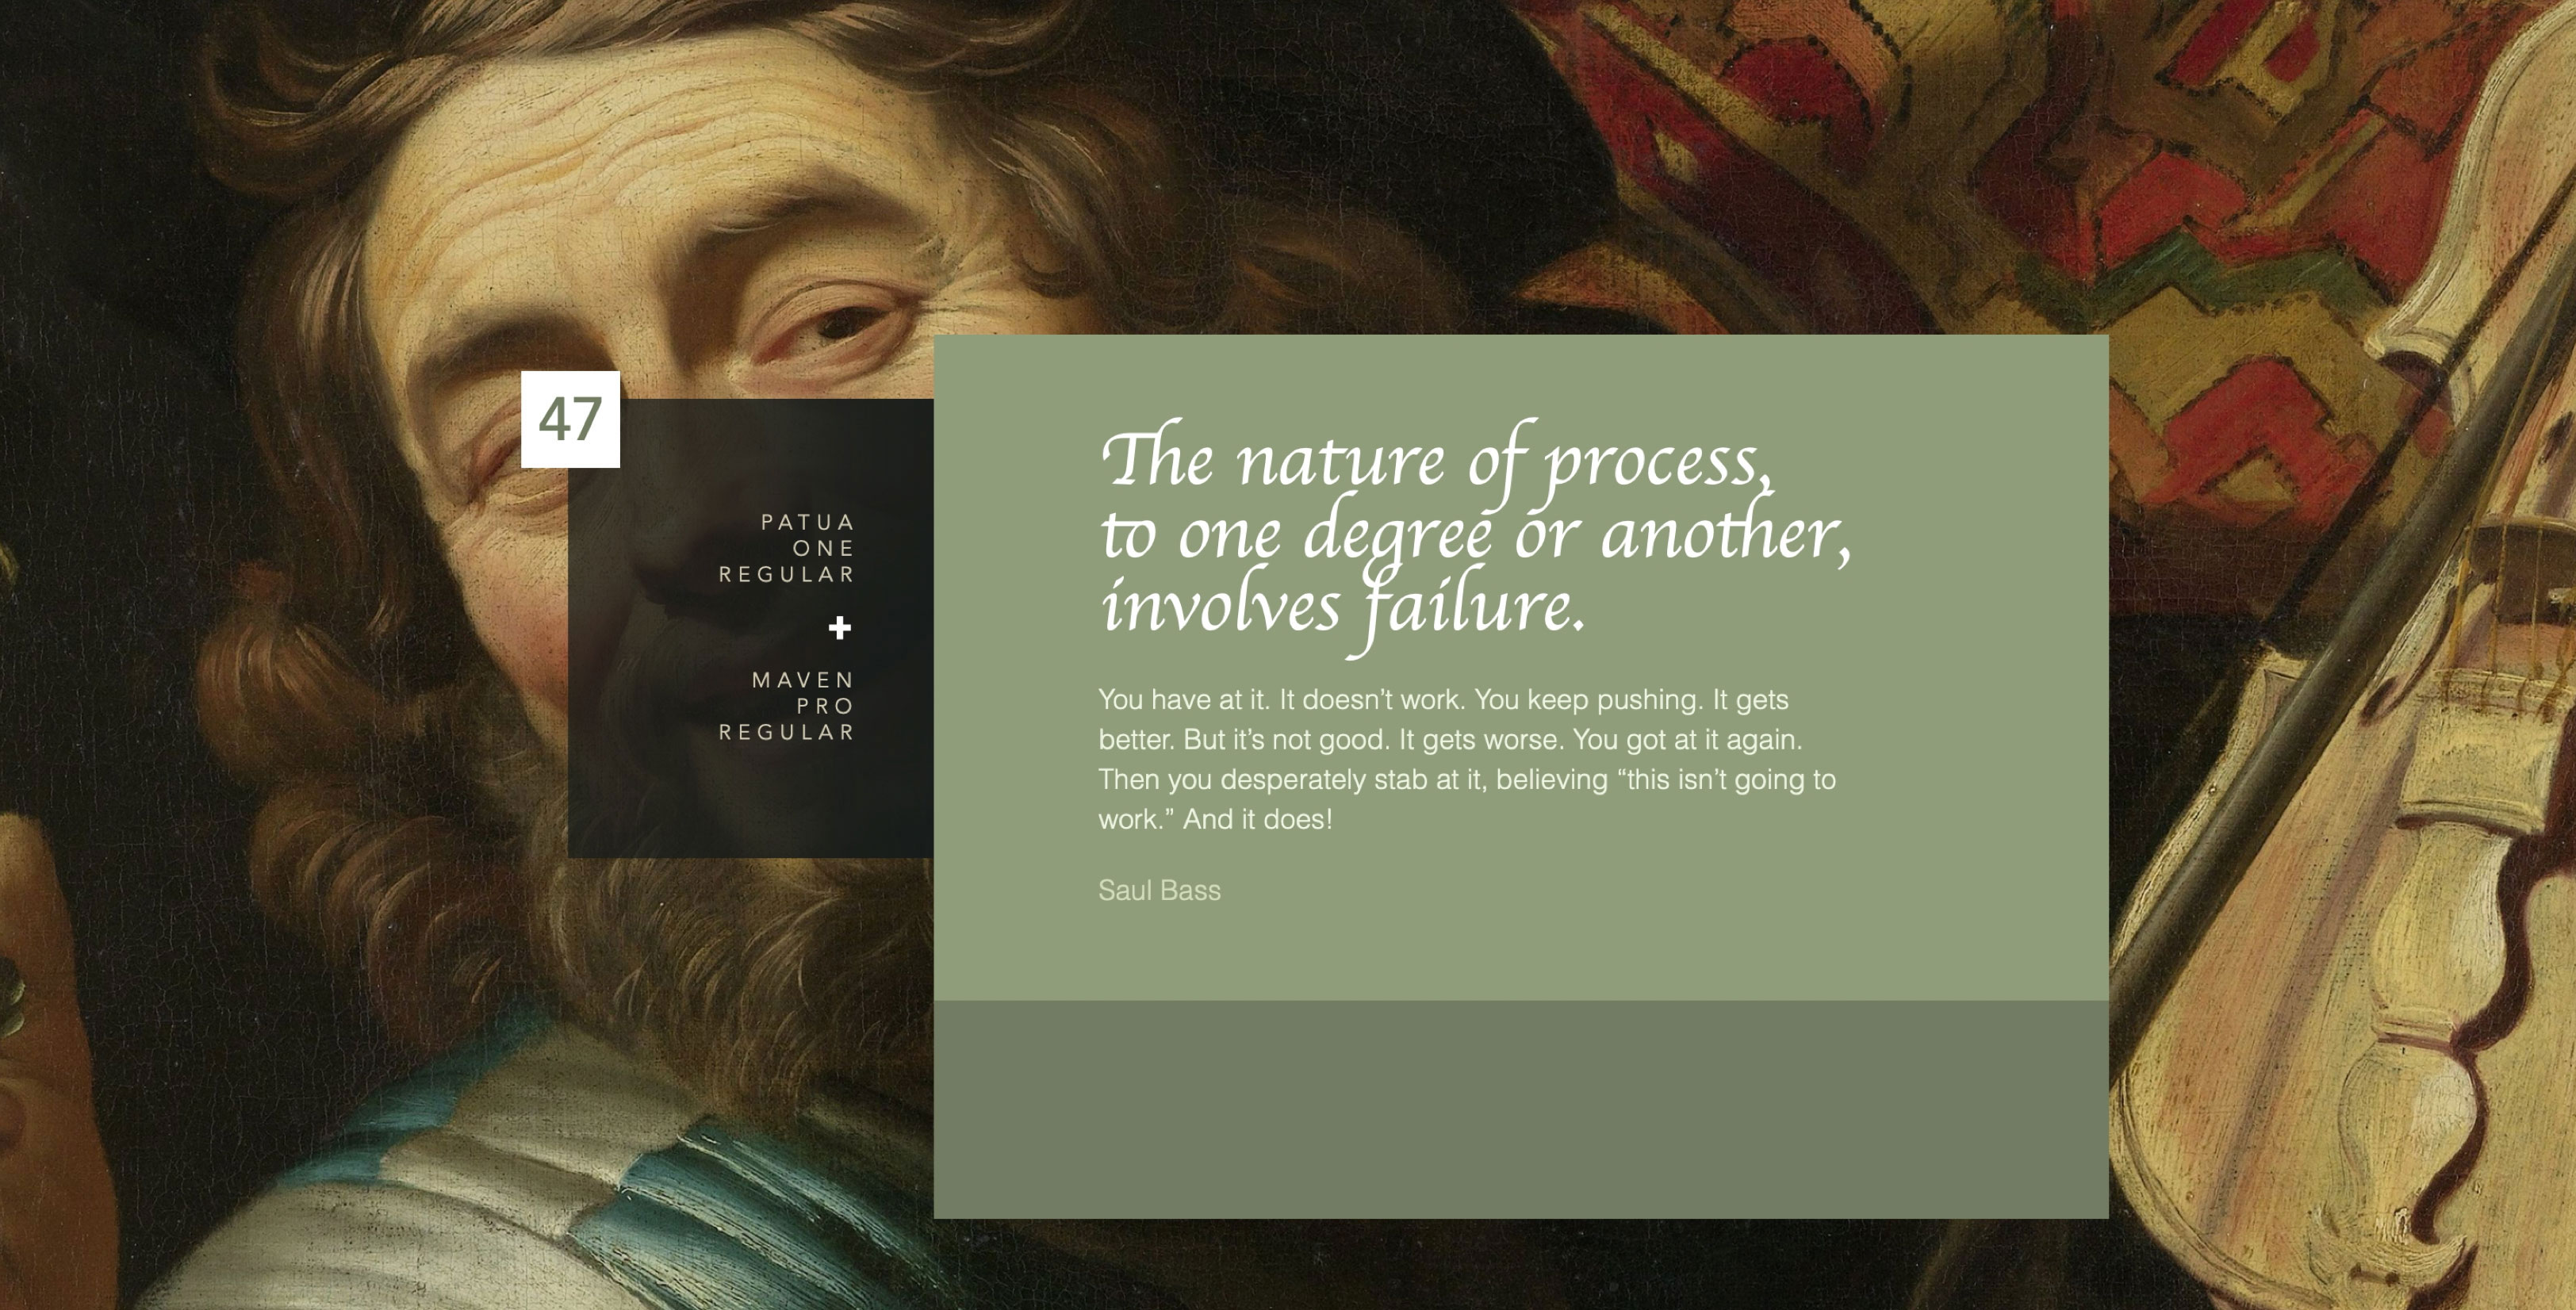 47
PATUA
ONE
REGULAR
+
MAVEN
PRO
REGULAR
The nature of process,
to one degree or another,
involves failure.
You have at it. It doesn’t work. You keep pushing. It gets
better. But it’s not good. It gets worse. You got at it again.
Then you desperately stab at it, believing “this isn’t going to
work.” And it does!
Saul Bass